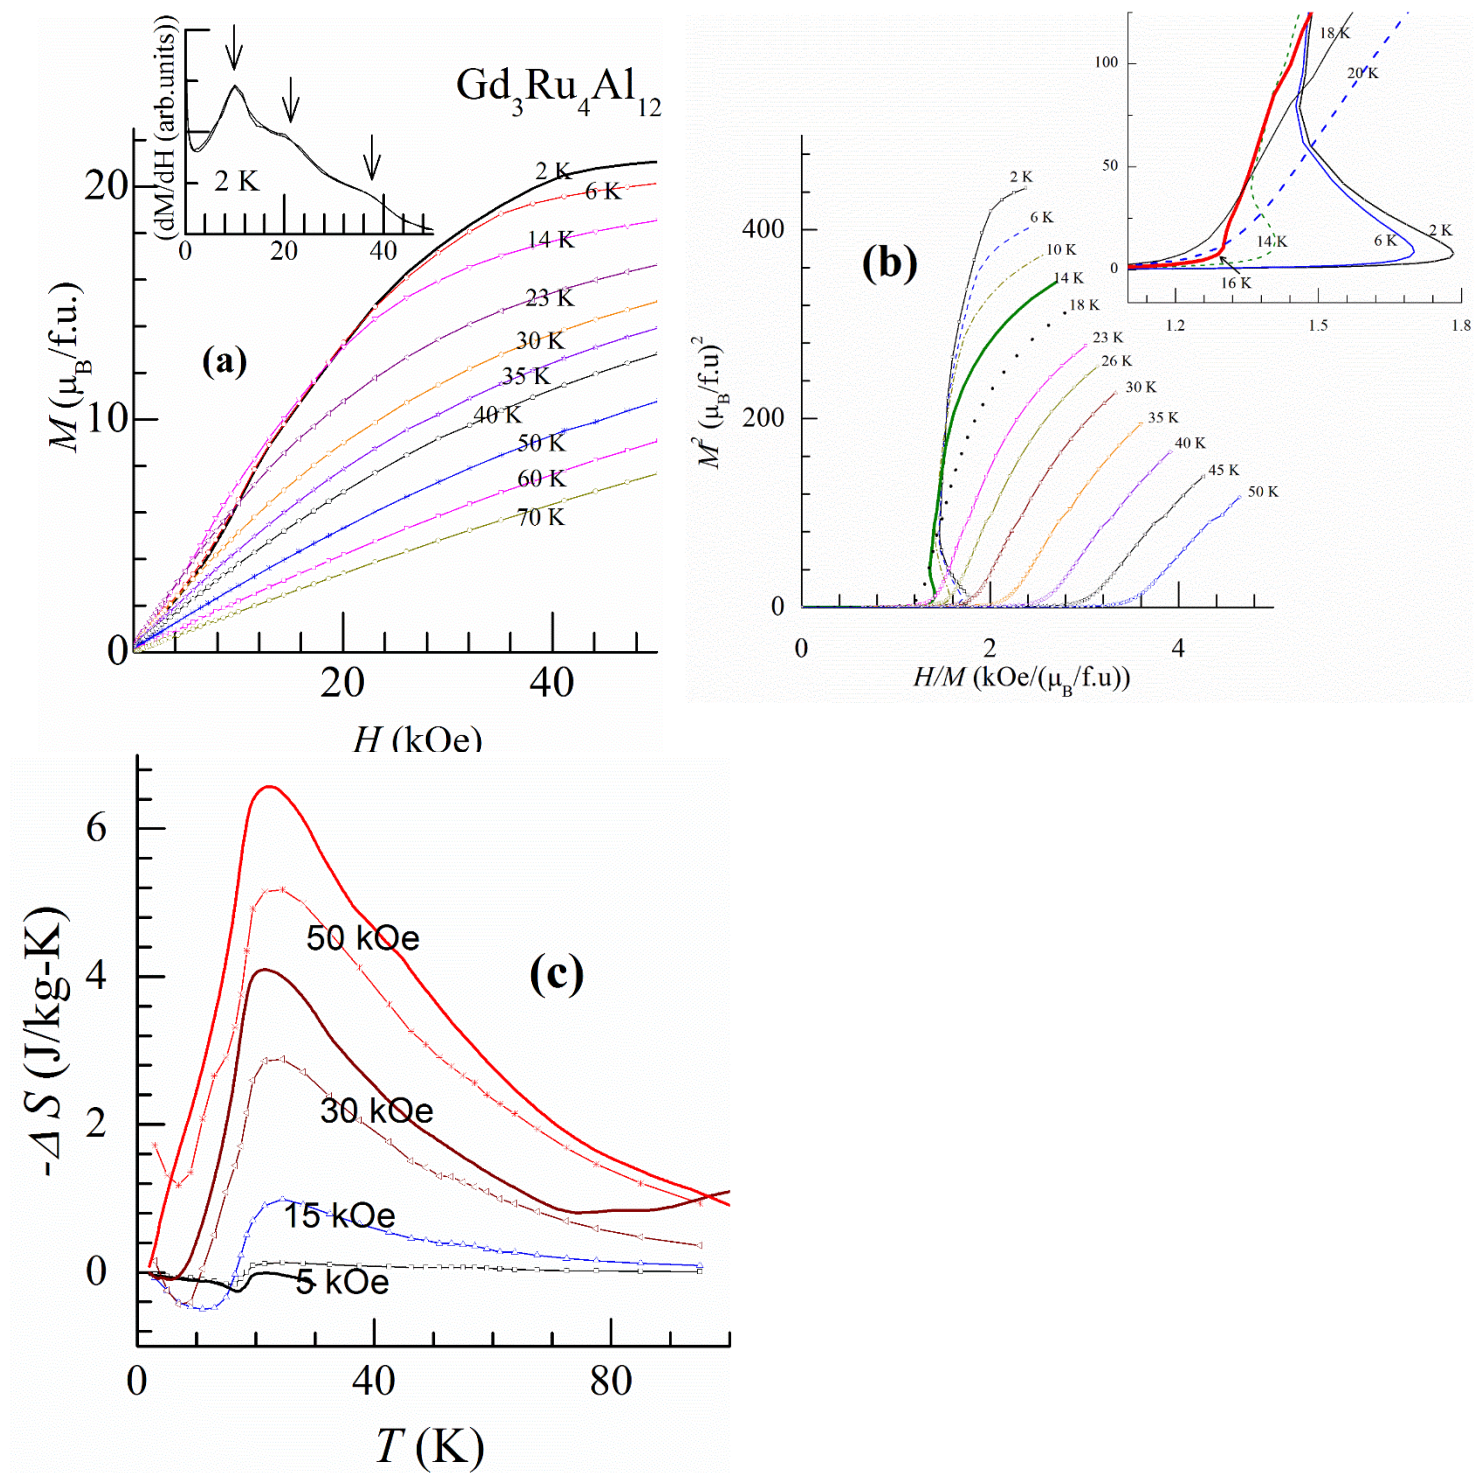 (dM/dH (arb.units)
2 K
0
20
40
Gd3Ru4Al12
M (μB/f.u.)
20
10
0
(a)
2 K
6 K
14 K
23 K
30 K
35 K
40 K
50 K
60 K
70 K
20
40
H (kOe)
100
50
0
18 K
20 K
14 K
6 K
2 K
16 K
1.2
1.5
1.8
(b)
M2 (μB/f.u)2
400
200
0
2 K
6 K
10 K
14 K
18 K
23 K
26 K
30 K
35 K
40 K
45 K
50 K
0
2
4
H/M (kOe/(μB/f.u))
-Δ S (J/kg-K)
6
4
2
0
50 kOe
(c)
30 kOe
15 kOe
5 kOe
0
40
80
T (K)